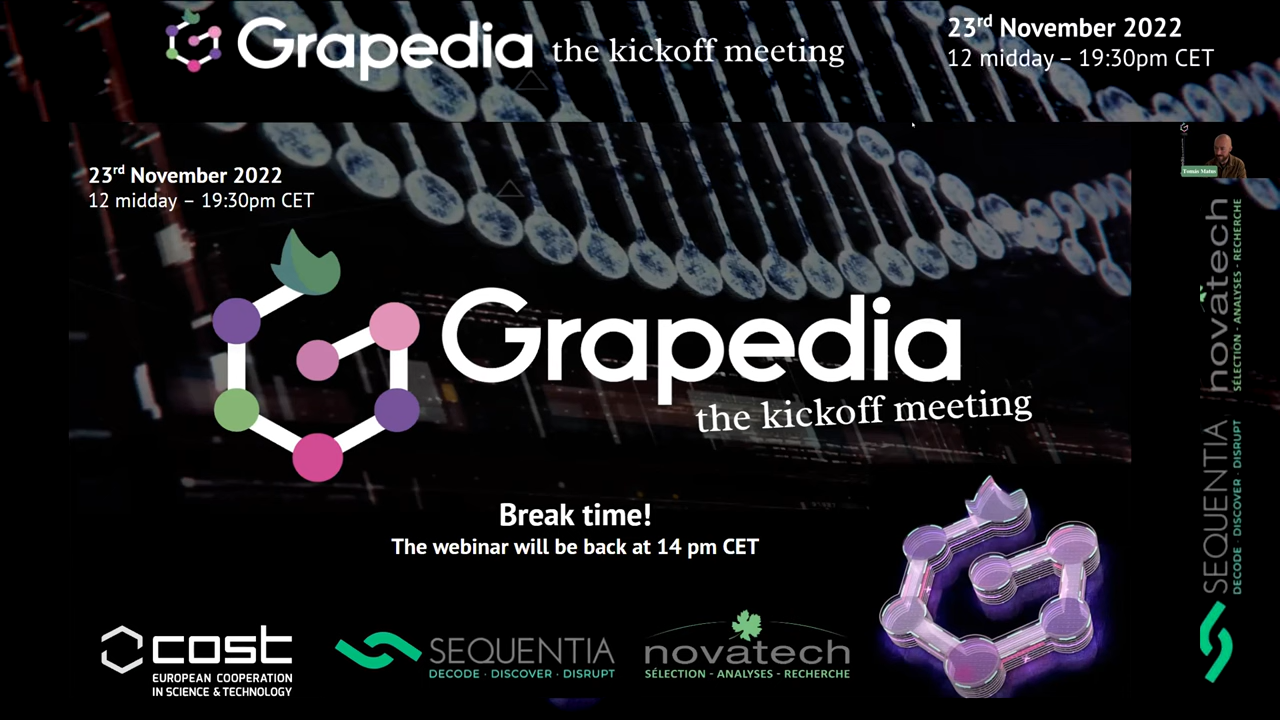 Grapedia the kickoff meeting
23rd November 2022
12 midday – 19:30pm CET
23rd November 2022
12 midday – 19:30pm CET
Grapedia
the kickoff meeting
Break time!
The webinar will be back at 14 pm CET
cost
EUROPEAN COOPERATION
IN SCIENCE & TECHNOLOGY
SEQUENTIA
DECODE · DISCOVER · DISRUPT
novatech
SÉLECTION - ANALYSES - RECHERCHE
Tomás Matus
novatech
SÉLECTION - ANALYSES - RECHERCHE
SEQUENTIA
DECODE · DISCOVER · DISRUPT